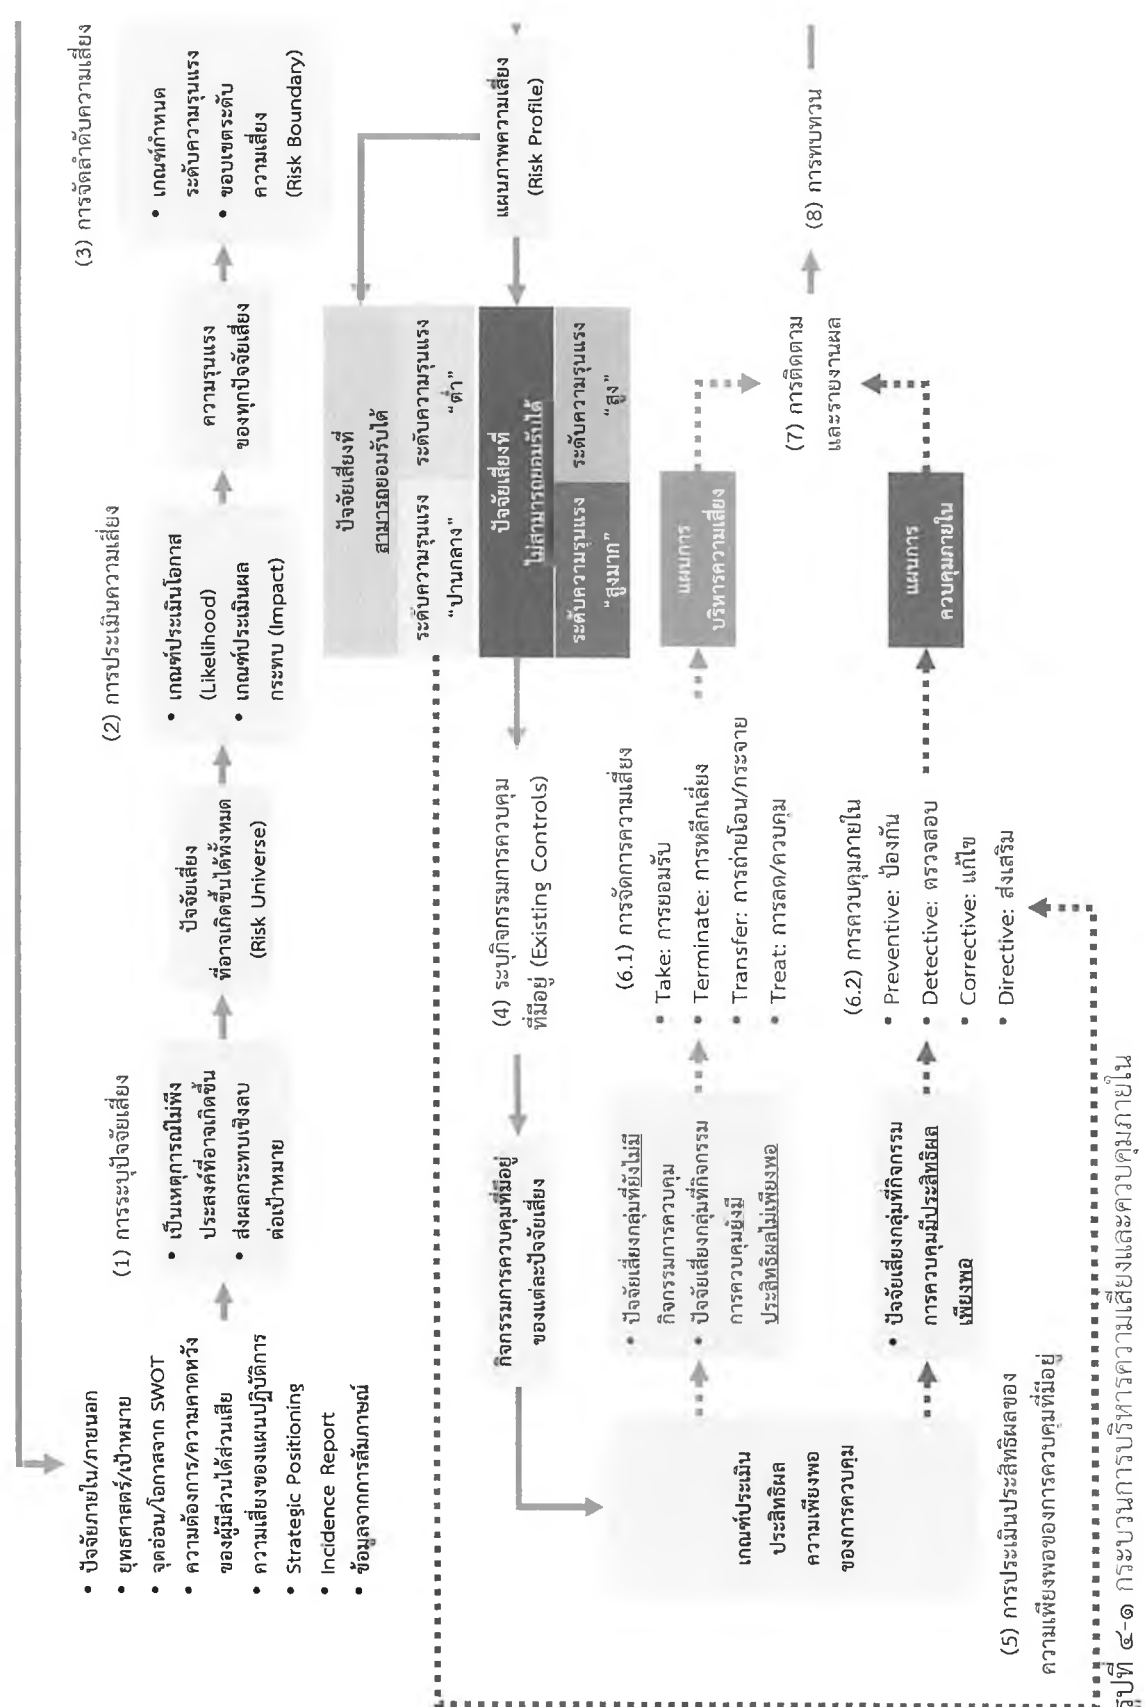 • ปัจจัยภายใน/ภายนอก
• ยุทธศาสตร์/เป้าหมาย
• จุดอ่อน/โอกาสจาก SWOT
• ความต้องการ/ความคาดหวัง
ของผู้มีส่วนได้ส่วนเสีย
• ความเสี่ยงของแผนปฏิบัติการ
• Strategic Positioning
• Incidence Report
• ข้อมูลจากการสัมภาษณ์
(1) การระบุปัจจัยเสี่ยง
• เป็นเหตุการณ์ไม่พึง
ประสงค์ที่อาจเกิดขึ้น
• ส่งผลกระทบเชิงลบ
ต่อเป้าหมาย
ปัจจัยเสี่ยง
ที่อาจเกิดขึ้นได้ทั้งหมด
(Risk Universe)
(2) การประเมินความเสี่ยง
• เกณฑ์ประเมินโอกาส
(Likelihood)
• เกณฑ์ประเมินผล
กระทบ (Impact)
ความรุนแรง
ของทุกปัจจัยเสี่ยง
(3) การจัดลำดับความเสี่ยง
• เกณฑ์กำหนด
ระดับความรุนแรง
• ขอบเขตระดับ
ความเสี่ยง
(Risk Boundary)
แผนภาพความเสี่ยง
(Risk Profile)
ปัจจัยเสี่ยงที่
สามารถยอมรับได้
ระดับความรุนแรง
“ปานกลาง”
ระดับความรุนแรง
“ต่ำ”
ปัจจัยเสี่ยงที่
ไม่สามารถยอมรับได้
ระดับความรุนแรง
“สูงมาก”
ระดับความรุนแรง
“สูง”
(4) ระบุกิจกรรมการควบคุม
ที่มีอยู่ (Existing Controls)
กิจกรรมการควบคุมที่มีอยู่
ของแต่ละปัจจัยเสี่ยง
เกณฑ์ประเมิน
ประสิทธิผล
ความเพียงพอ
ของการควบคุม
(5) การประเมินประสิทธิผลของ
ความเพียงพอของการควบคุมที่มีอยู่
• ปัจจัยเสี่ยงกลุ่มที่ยังไม่มี
กิจกรรมการควบคุม
• ปัจจัยเสี่ยงกลุ่มที่กิจกรรม
การควบคุมยังมี
ประสิทธิผลไม่เพียงพอ
• ปัจจัยเสี่ยงกลุ่มที่กิจกรรม
การควบคุมมีประสิทธิผล
เพียงพอ
(6.1) การจัดการความเสี่ยง
• Take: การยอมรับ
• Terminate: การหลีกเลี่ยง
• Transfer: การถ่ายโอน/กระจาย
• Treat: การลด/ควบคุม
(6.2) การควบคุมภายใน
• Preventive: ป้องกัน
• Detective: ตรวจสอบ
• Corrective: แก้ไข
• Directive: ส่งเสริม
แผนการ
บริหารความเสี่ยง
แผนการ
ควบคุมภายใน
(7) การติดตาม
และรายงานผล
(8) การทบทวน
รูปที่ ๔-๑ กระบวนการบริหารความเสี่ยงและควบคุมภายใน